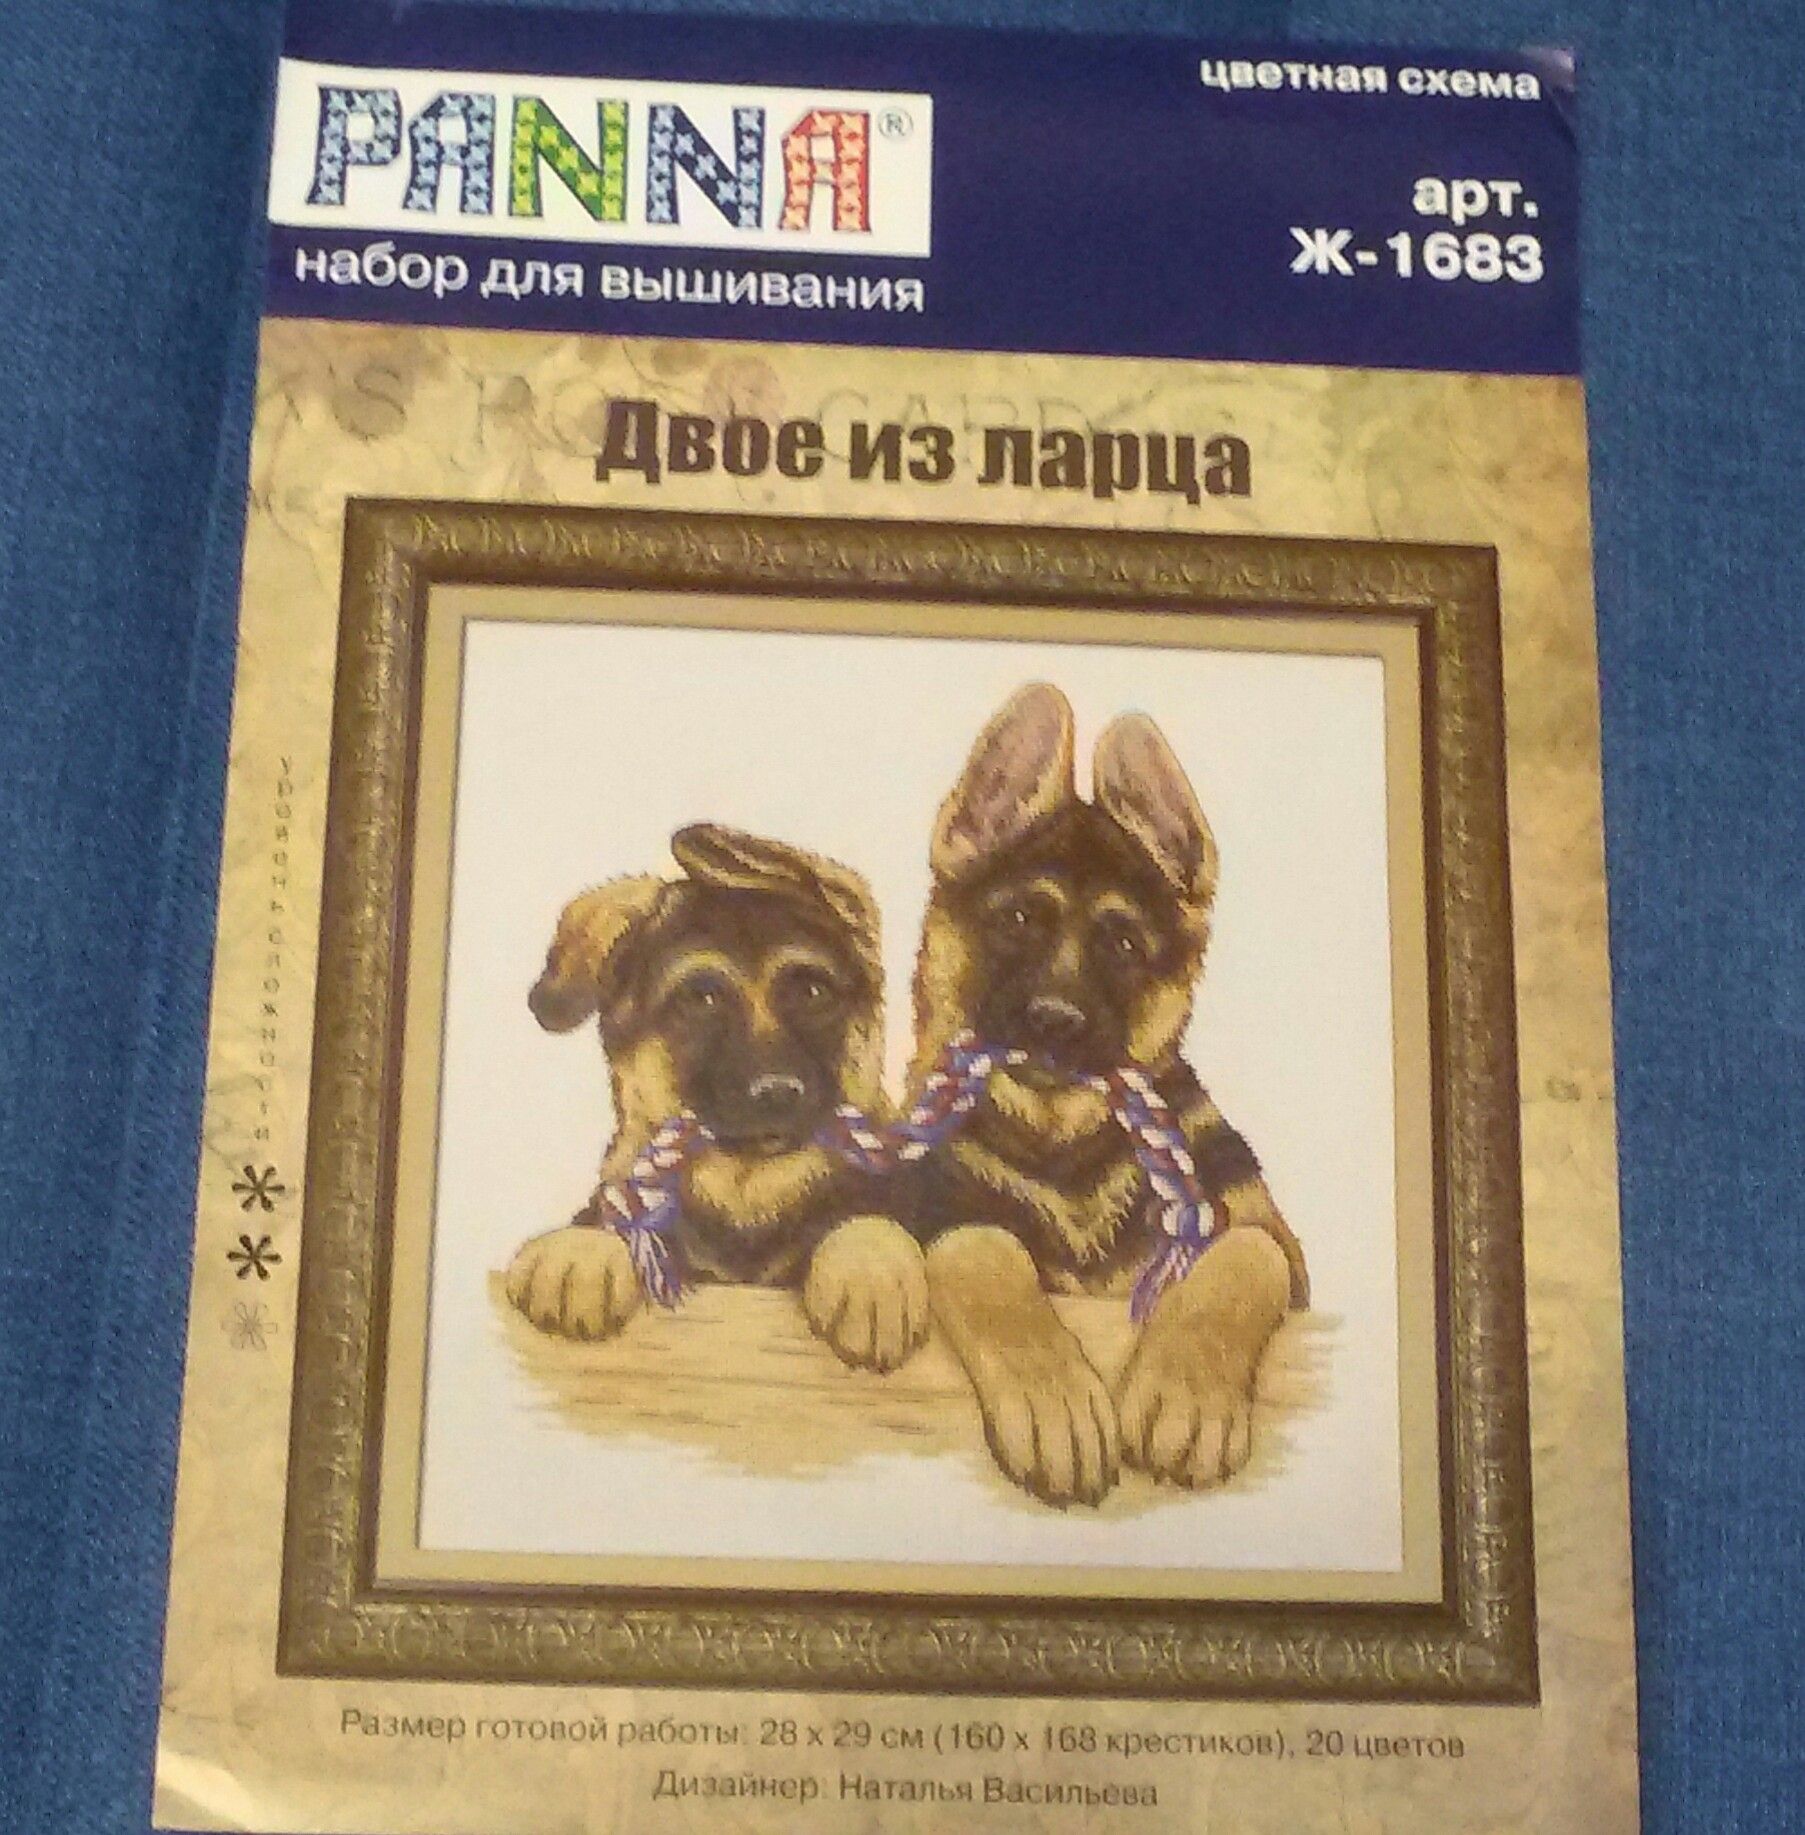 PANNA®
набор для вышивания
цветная схема
арт.
Ж-1683
Двое из ларца
Размер готовой работы: 28 x 29 см (160 x 168 крестиков), 20 цветов
Дизайнер: Наталья Васильева